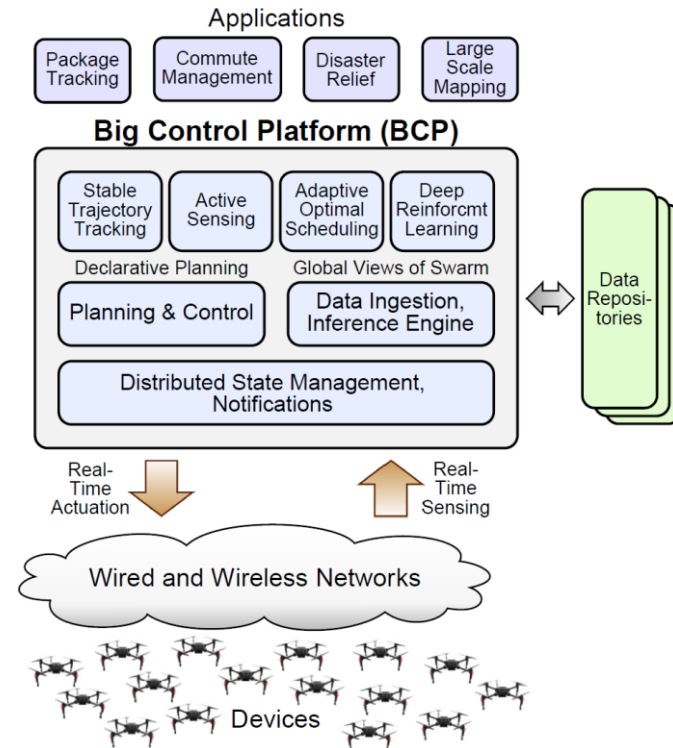 Applications
Package
Tracking
Commute
Management
Disaster
Relief
Large
Scale
Mapping
Big Control Platform (BCP)
Stable
Trajectory
Tracking
Active
Sensing
Adaptive
Optimal
Scheduling
Deep
Reinforcmt
Learning
Declarative Planning
Global Views of Swarm
Planning & Control
Data Ingestion,
Inference Engine
Distributed State Management,
Notifications
Data
Reposi-
tories
Real-
Time
Actuation
Real-
Time
Sensing
Wired and Wireless Networks
Devices